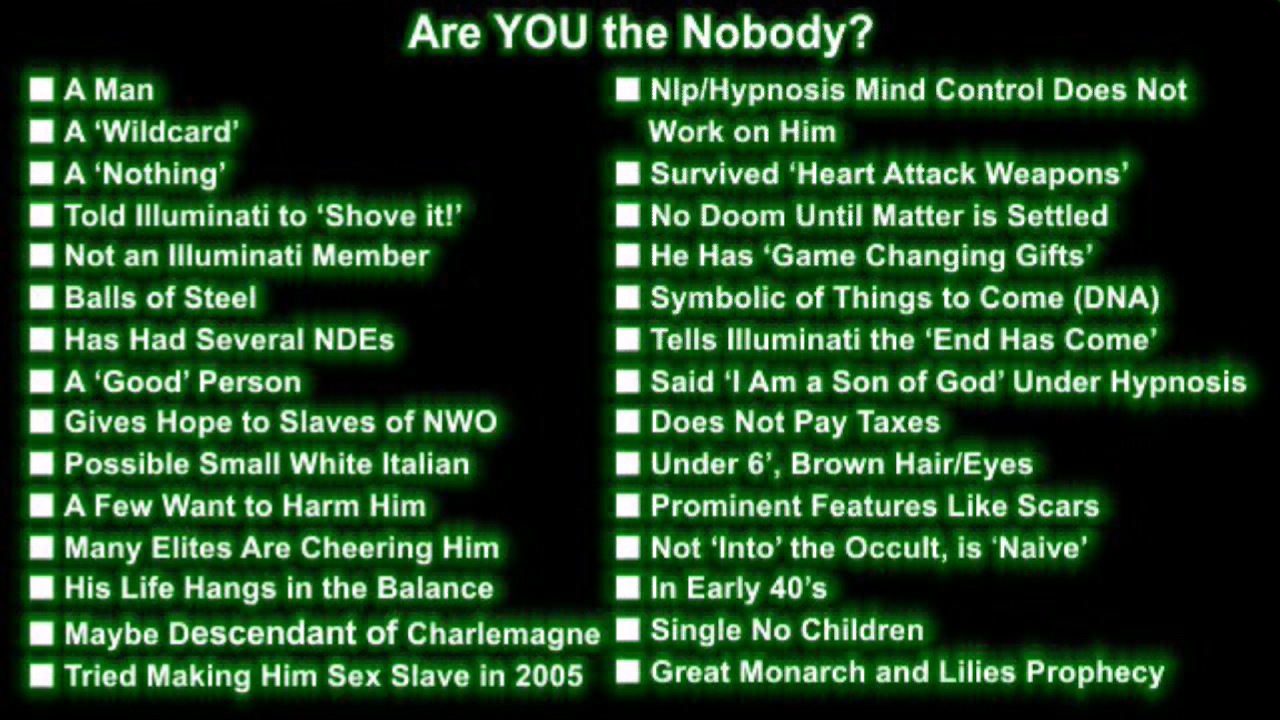 Are YOU the Nobody?
A Man
A ‘Wildcard’
A ‘Nothing’
Told Illuminati to ‘Shove it!’
Not an Illuminati Member
Balls of Steel
Has Had Several NDEs
A ‘Good’ Person
Gives Hope to Slaves of NWO
Possible Small White Italian
A Few Want to Harm Him
Many Elites Are Cheering Him
His Life Hangs in the Balance
Maybe Descendant of Charlemagne
Tried Making Him Sex Slave in 2005
Nlp/Hypnosis Mind Control Does Not
Work on Him
Survived ‘Heart Attack Weapons’
No Doom Until Matter is Settled
He Has ‘Game Changing Gifts’
Symbolic of Things to Come (DNA)
Tells Illuminati the ‘End Has Come’
Said ‘I Am a Son of God’ Under Hypnosis
Does Not Pay Taxes
Under 6’, Brown Hair/Eyes
Prominent Features Like Scars
Not ‘Into’ the Occult, is ‘Naive’
In Early 40’s
Single No Children
Great Monarch and Lilies Prophecy